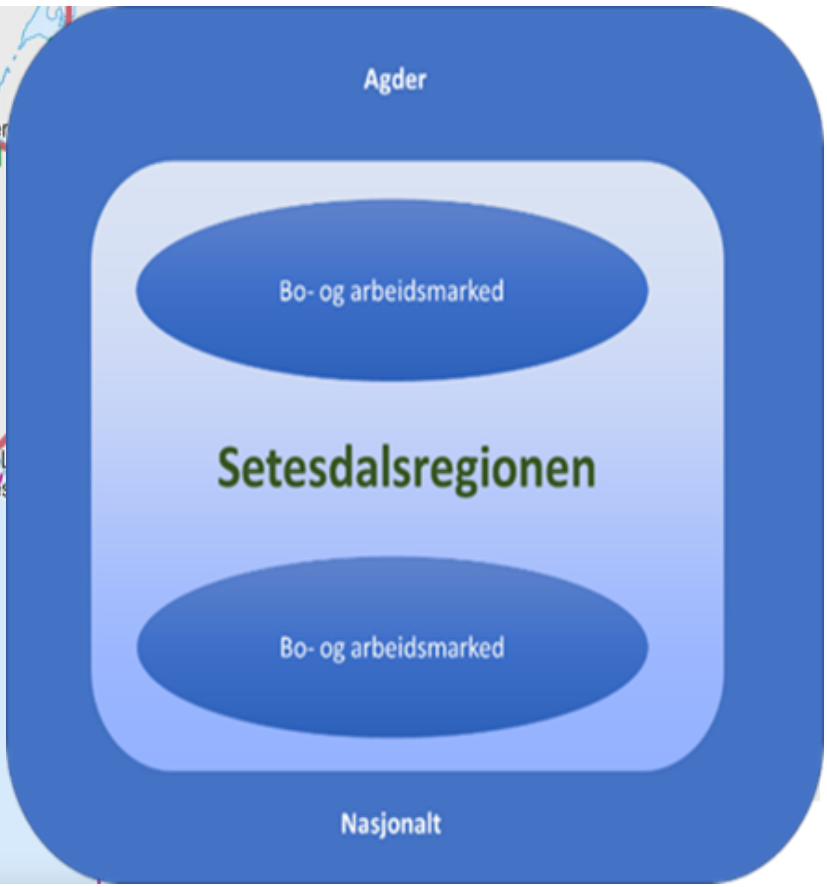 Agder
Bo- og arbeidsmarked
Setesdalsregionen
Bo- og arbeidsmarked
Nasjonalt